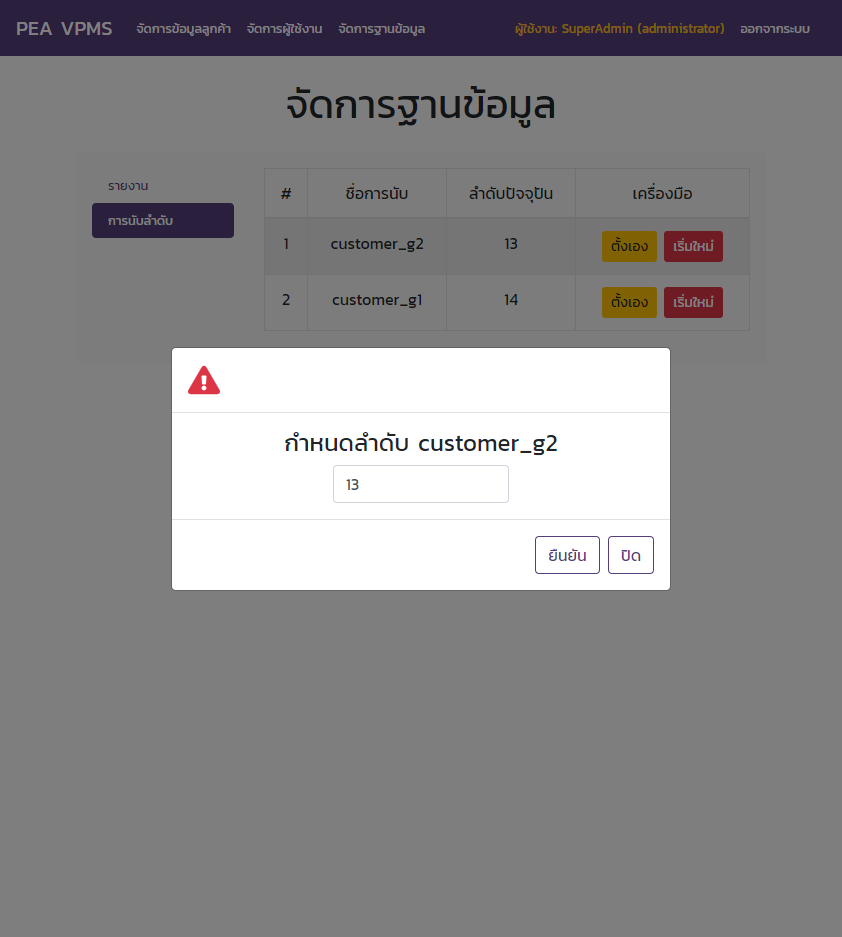 PEA VPMS จัดการข้อมูลลูกค้า จัดการผู้ใช้งาน จัดการฐานข้อมูล ผู้ใช้งาน: SuperAdmin (administrator) ออกจากระบบ
จัดการฐานข้อมูล
รายงาน
การนับลำดับ
# ชื่อการนับ ลำดับปัจจุปัน เครื่องมือ
1 customer_g2 13 ตั้งเอง เริ่มใหม่
2 customer_g1 14 ตั้งเอง เริ่มใหม่
กำหนดลำดับ customer_g2
13
ยืนยัน ปิด